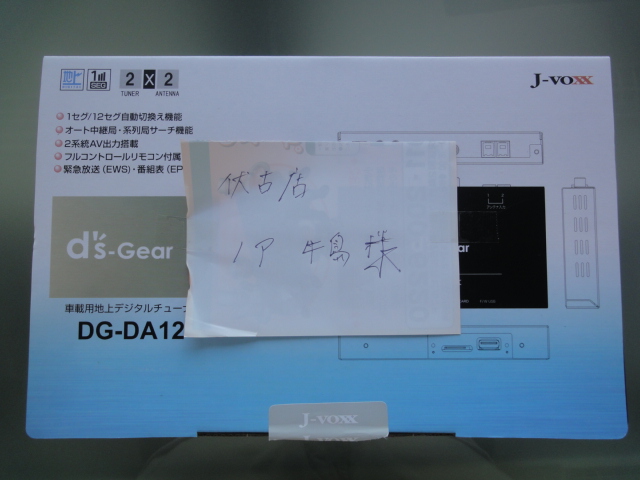 1
SEG
2 X 2
TUNER ANTENNA
J-VOXX
1セグ/12セグ自動切換え機能
オート中継局・系列局サーチ機能
2系統AV出力搭載
フルコントロールリモコン付属
緊急放送(EWS)・番組表(EP
伏古店
ノア 牛島 様
d's-Gear
ear
車載用地上デジタルチュー
DG-DA12
J-VOXX